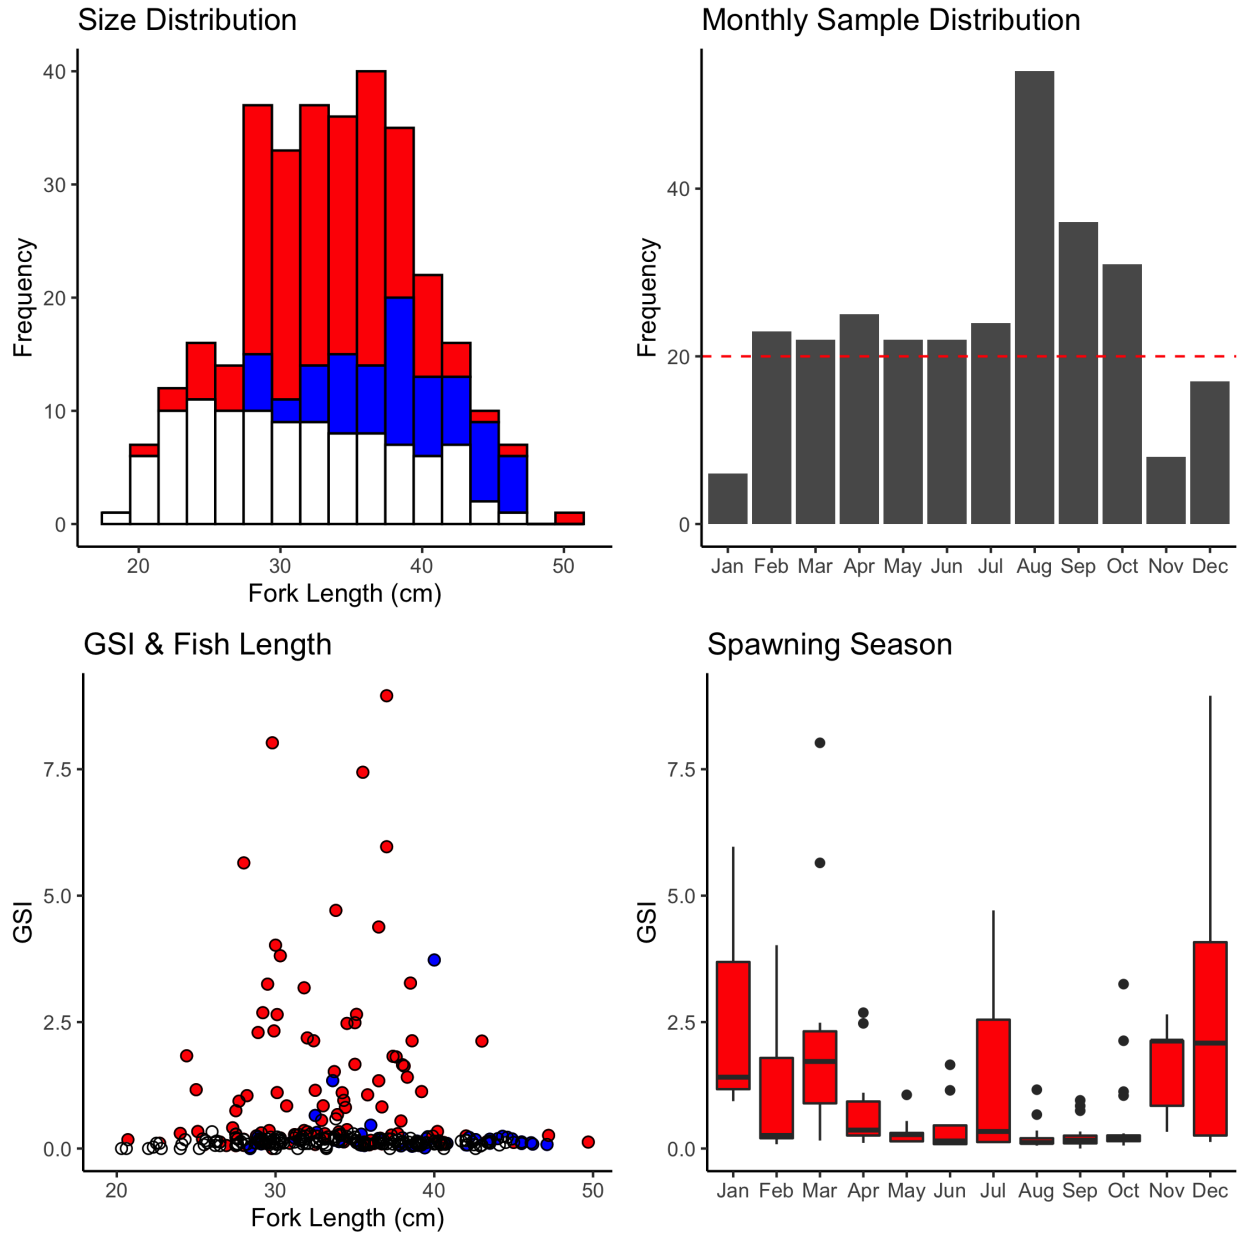 Size Distribution
Frequency
40
30
20
10
0
20 30 40 50
Fork Length (cm)
Monthly Sample Distribution
Frequency
40
20
0
Jan Feb Mar Apr May Jun Jul Aug Sep Oct Nov Dec
GSI & Fish Length
GSI
7.5
5.0
2.5
0.0
20 30 40 50
Fork Length (cm)
Spawning Season
GSI
7.5
5.0
2.5
0.0
Jan Feb Mar Apr May Jun Jul Aug Sep Oct Nov Dec